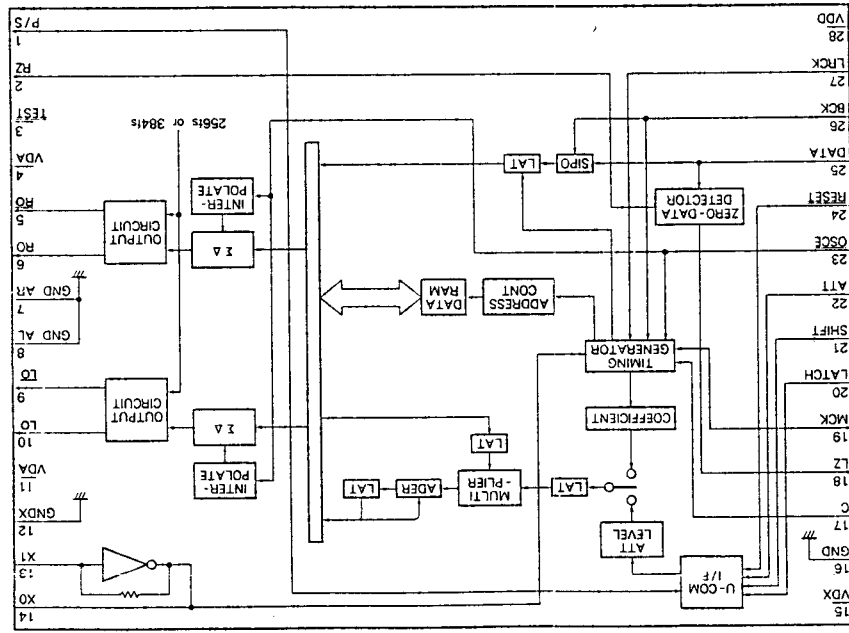 VDX
15
GND
16
C
17
LZ
18
MCK
19
LATCH
20
SHIFT
21
ATT
22
OSCE
23
RESET
24
DATA
25
BCK
26
LRCK
27
VDD
28
X0
14
X1
13
GNDX
12
VDA
11
LO
10
LO
9
GND AL
8
GND AR
7
RO
6
RO
5
VDA
4
TEST
3
RZ
2
P/S
1
U-COM
I/F
ATT
LEVEL
LAT
MULTI
-PLIER
ADER
LAT
LAT
COEFFICIENT
TIMING
GENERATOR
ADDRESS
CONT
DATA
RAM
ZERO-DATA
DETECTOR
SIPO
LAT
INTER-
POLATE
Σ Δ
OUTPUT
CIRCUIT
Σ Δ
INTER-
POLATE
OUTPUT
CIRCUIT
256fs or 384fs